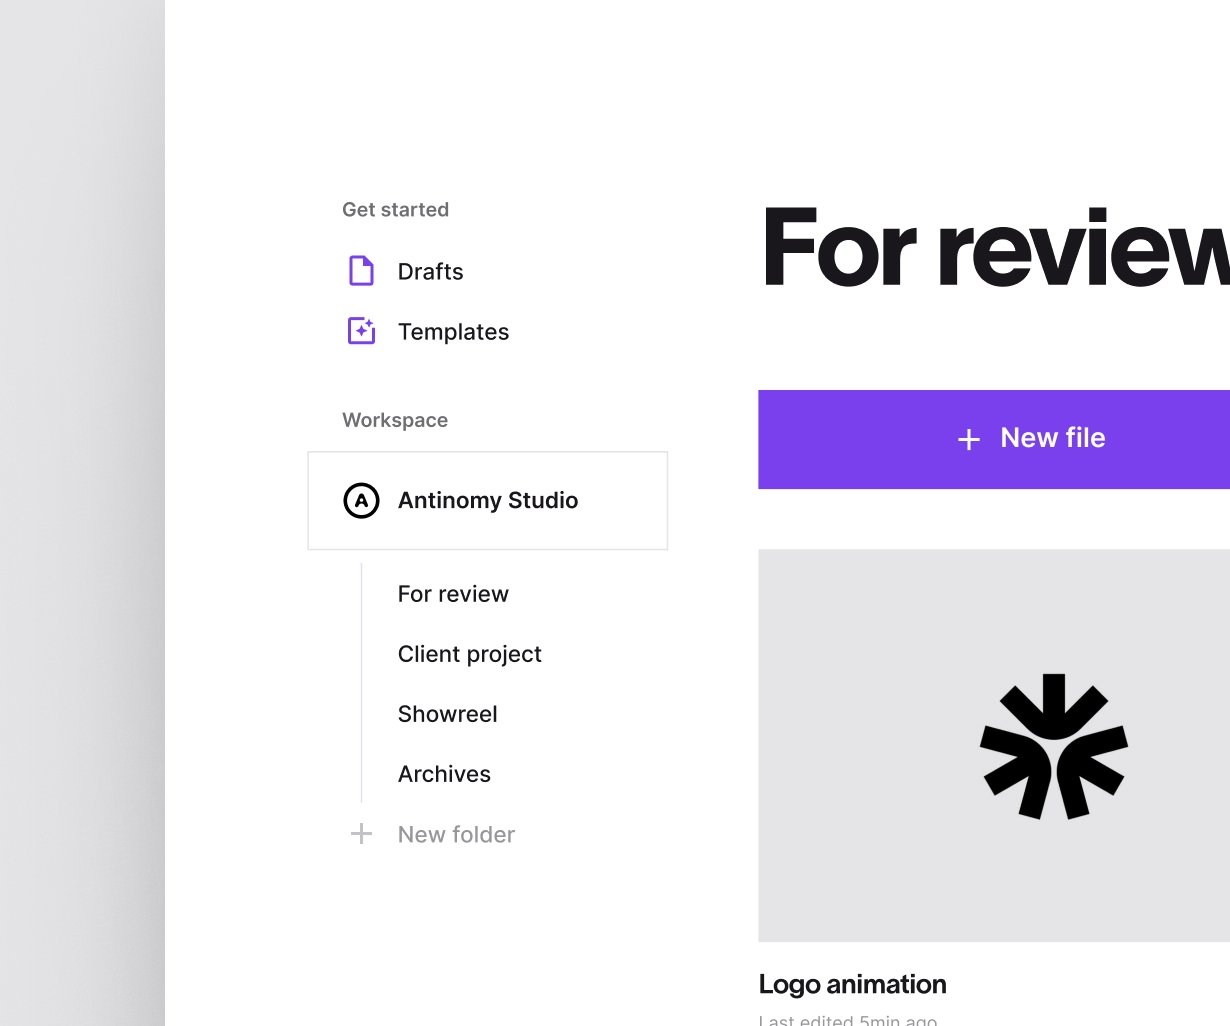 Get started
Drafts
Templates
Workspace
A Antinomy Studio
For review
Client project
Showreel
Archives
New folder
For review
New file
Logo animation
Last edited 5min ago